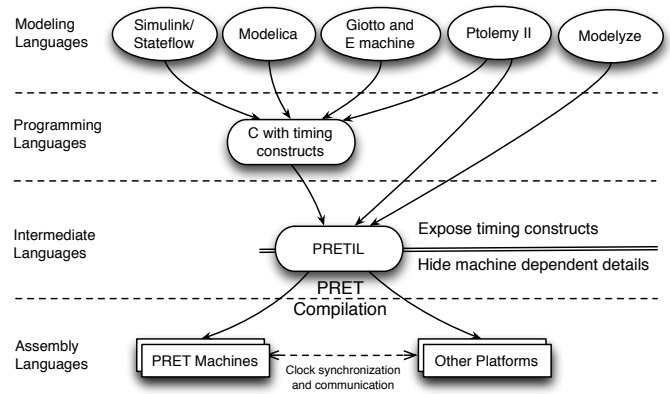 Modeling
Languages
Simulink/
Stateflow
Modelica
Giotto and
E machine
Ptolemy II
Modelyze
Programming
Languages
C with timing
constructs
Intermediate
Languages
PRETIL
Expose timing constructs
Hide machine dependent details
PRET
Compilation
Assembly
Languages
PRET Machines
Clock synchronization
and communication
Other Platforms